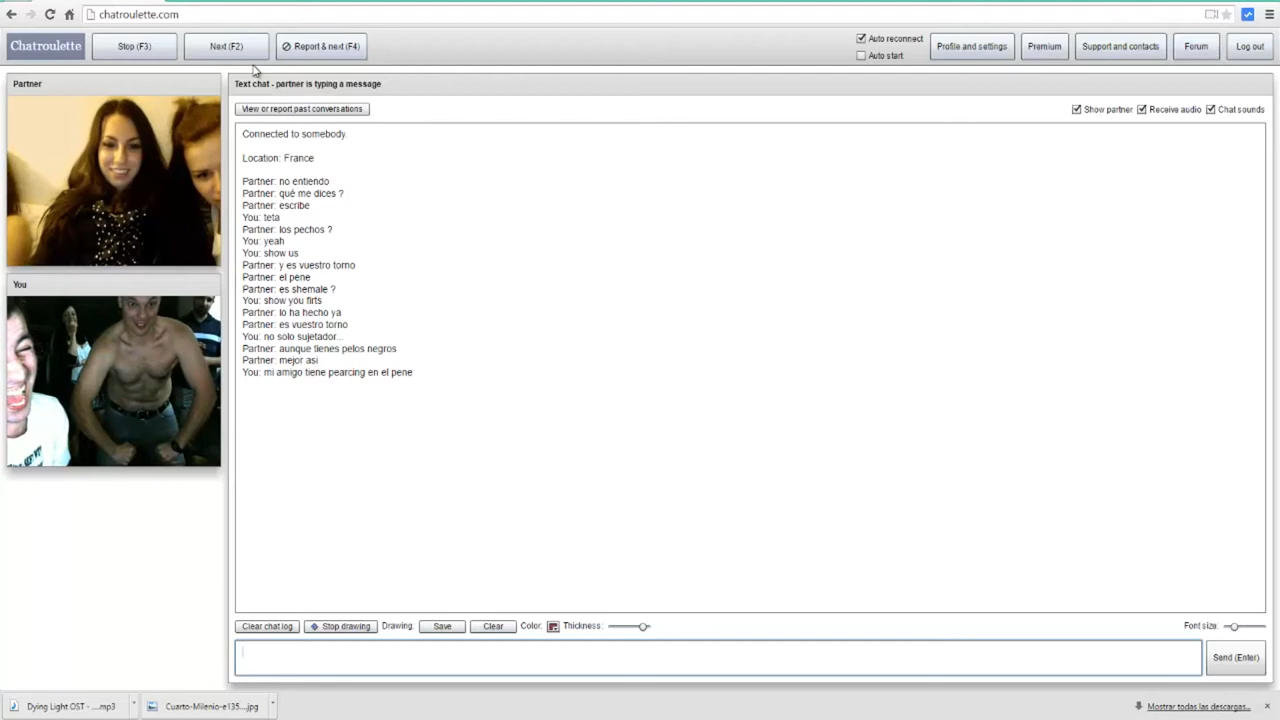 chatroulette.com
Chatroulette
Stop (F3)
Next (F2)
Report & next (F4)
Auto reconnect
Auto start
Profile and settings
Premium
Support and contacts
Forum
Log out
Partner
Text chat - partner is typing a message
View or report past conversations
Show partner
Receive audio
Chat sounds
Connected to somebody.
Location: France
Partner: no entiendo
Partner: qué me dices ?
Partner: escribe
You: teta
Partner: los pechos ?
You: yeah
You: show us
Partner: y es vuestro torno
Partner: el pene
Partner: es shemale ?
You: show you firts
Partner: lo ha hecho ya
Partner: es vuestro torno
You: no solo sujetador...
Partner: aunque tienes pelos negros
Partner: mejor asi
You: mi amigo tiene pearcing en el pene
You
Clear chat log
Stop drawing
Drawing:
Save
Clear
Color:
Thickness:
Font size:
Send (Enter)
Dying Light OST - ....mp3
Cuarto-Milenio-e135....jpg
Mostrar todas las descargas...